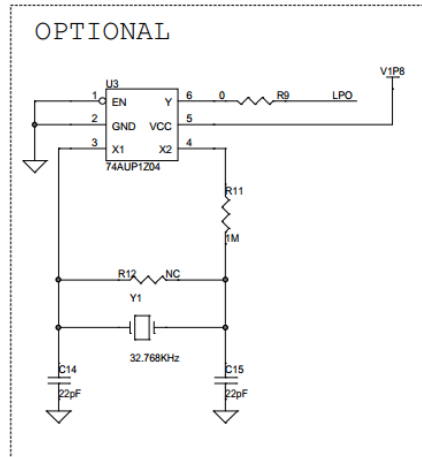 OPTIONAL
V1P8
U3
1 EN Y 6 0 R9 LPO
2 GND VCC 5
3 X1 X2 4
74AUP1Z04
R11
1M
R12 NC
Y1
32.768KHz
C14 C15
22pF 22pF